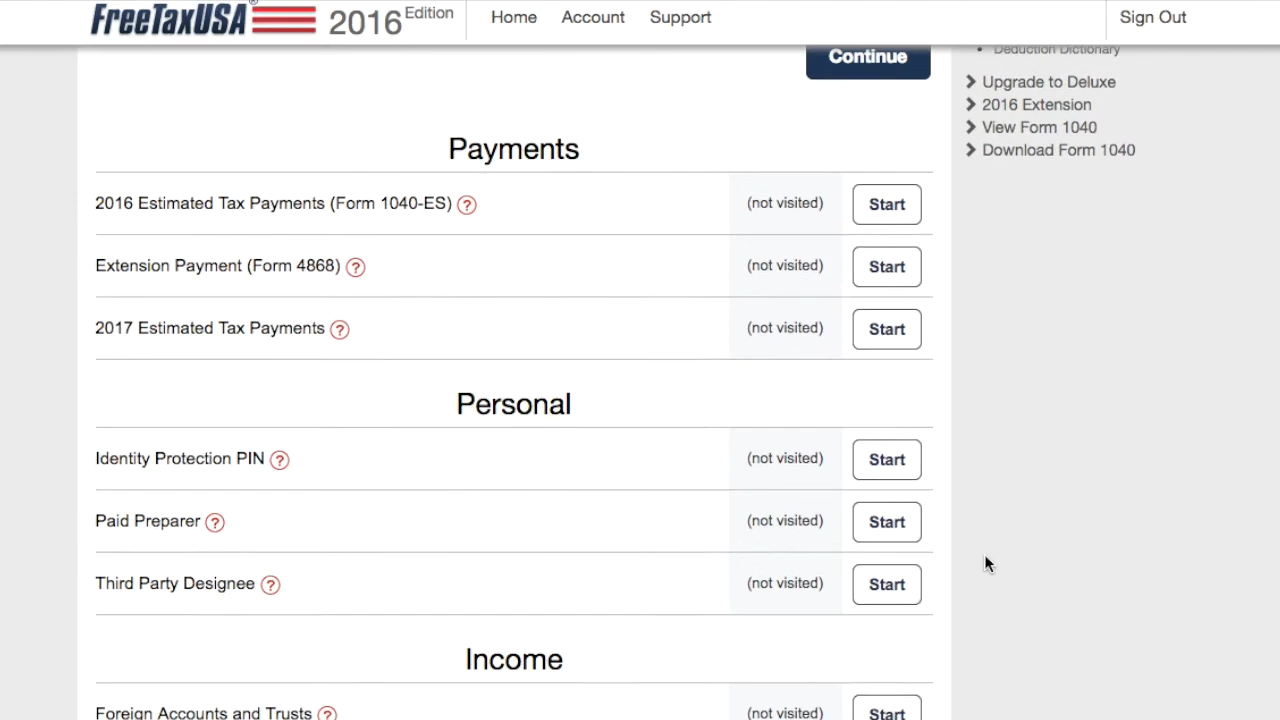 FreeTaxUSA® 2016 Edition Home Account Support Sign Out
Continue
• Deduction Dictionary
Upgrade to Deluxe
2016 Extension
View Form 1040
Download Form 1040
Payments
2016 Estimated Tax Payments (Form 1040-ES) ? (not visited) Start
Extension Payment (Form 4868) ? (not visited) Start
2017 Estimated Tax Payments ? (not visited) Start
Personal
Identity Protection PIN ? (not visited) Start
Paid Preparer ? (not visited) Start
Third Party Designee ? (not visited) Start
Income
Foreign Accounts and Trusts ? (not visited) Start